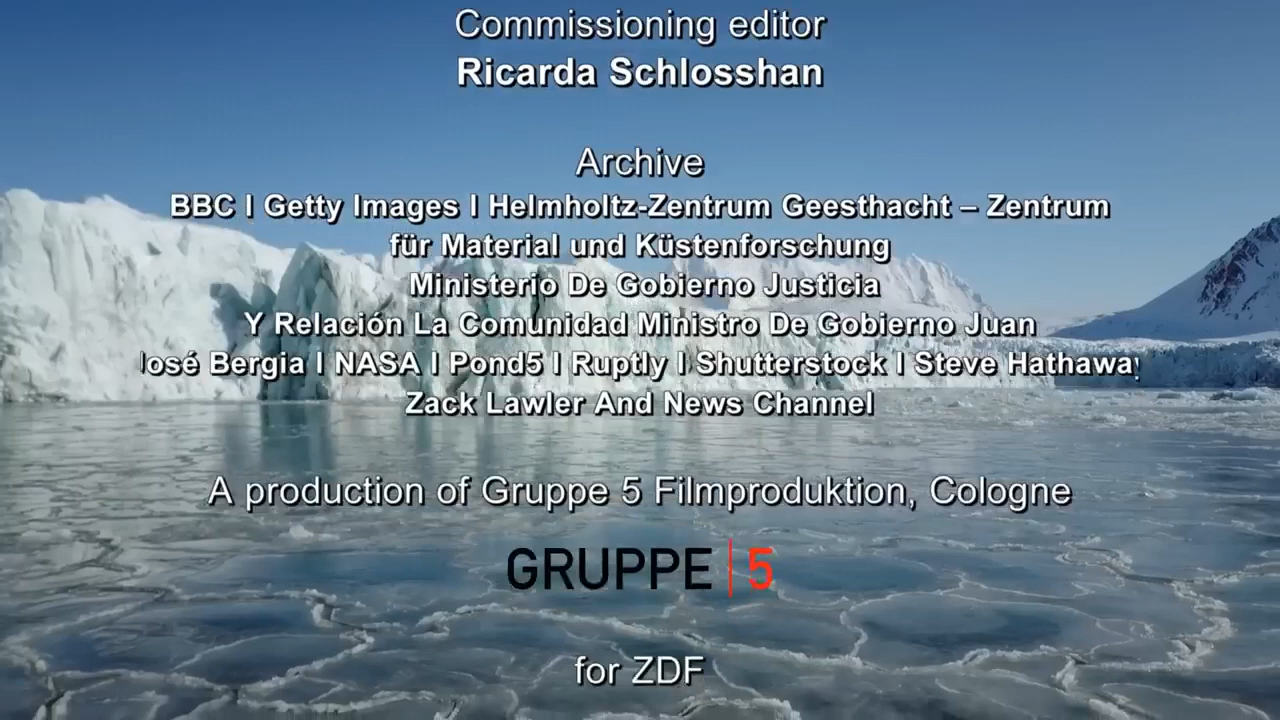 Commissioning editor
Ricarda Schlosshan
Archive
BBC I Getty Images I Helmholtz-Zentrum Geesthacht – Zentrum
für Material und Küstenforschung
Ministerio De Gobierno Justicia
Y Relación La Comunidad Ministro De Gobierno Juan
José Bergia I NASA I Pond5 I Ruptly I Shutterstock I Steve Hathaway
Zack Lawler And News Channel
A production of Gruppe 5 Filmproduktion, Cologne
GRUPPE | 5
for ZDF